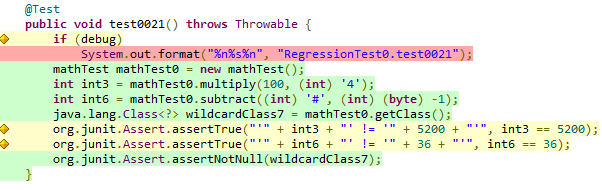 @Test
public void test0021() throws Throwable {
if (debug)
System.out.format("%n%s%n", "RegressionTest0.test0021");
mathTest mathTest0 = new mathTest();
int int3 = mathTest0.multiply(100, (int) '4');
int int6 = mathTest0.subtract((int) '#', (int) (byte) -1);
java.lang.Class<?> wildcardClass7 = mathTest0.getClass();
org.junit.Assert.assertTrue("'" + int3 + "' != '" + 5200 + "'", int3 == 5200);
org.junit.Assert.assertTrue("'" + int6 + "' != '" + 36 + "'", int6 == 36);
org.junit.Assert.assertNotNull(wildcardClass7);
}